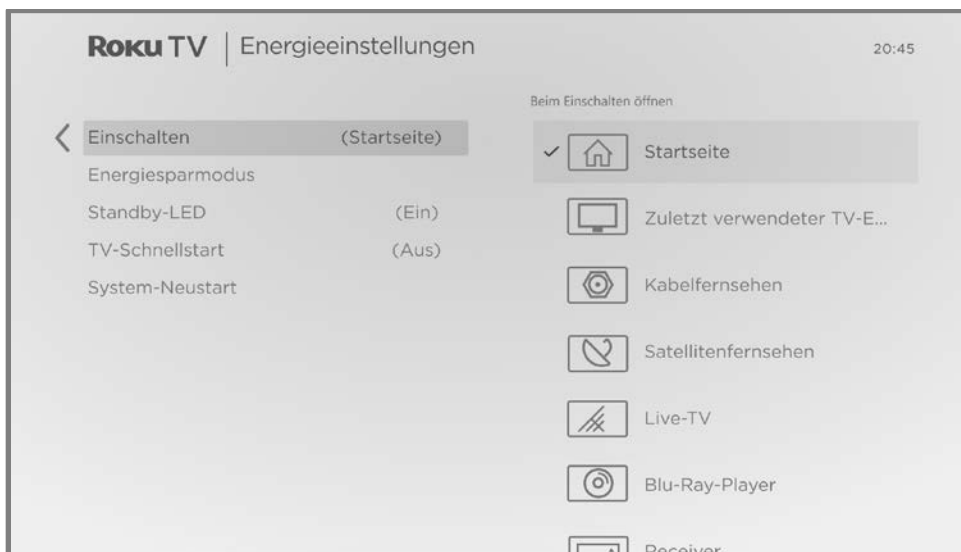 Roku TV | Energieeinstellungen
20:45
Einschalten (Startseite)
Energiesparmodus
Standby-LED (Ein)
TV-Schnellstart (Aus)
System-Neustart
Beim Einschalten öffnen
Startseite
Zuletzt verwendeter TV-E...
Kabelfernsehen
Satellitenfernsehen
Live-TV
Blu-Ray-Player
Receiver